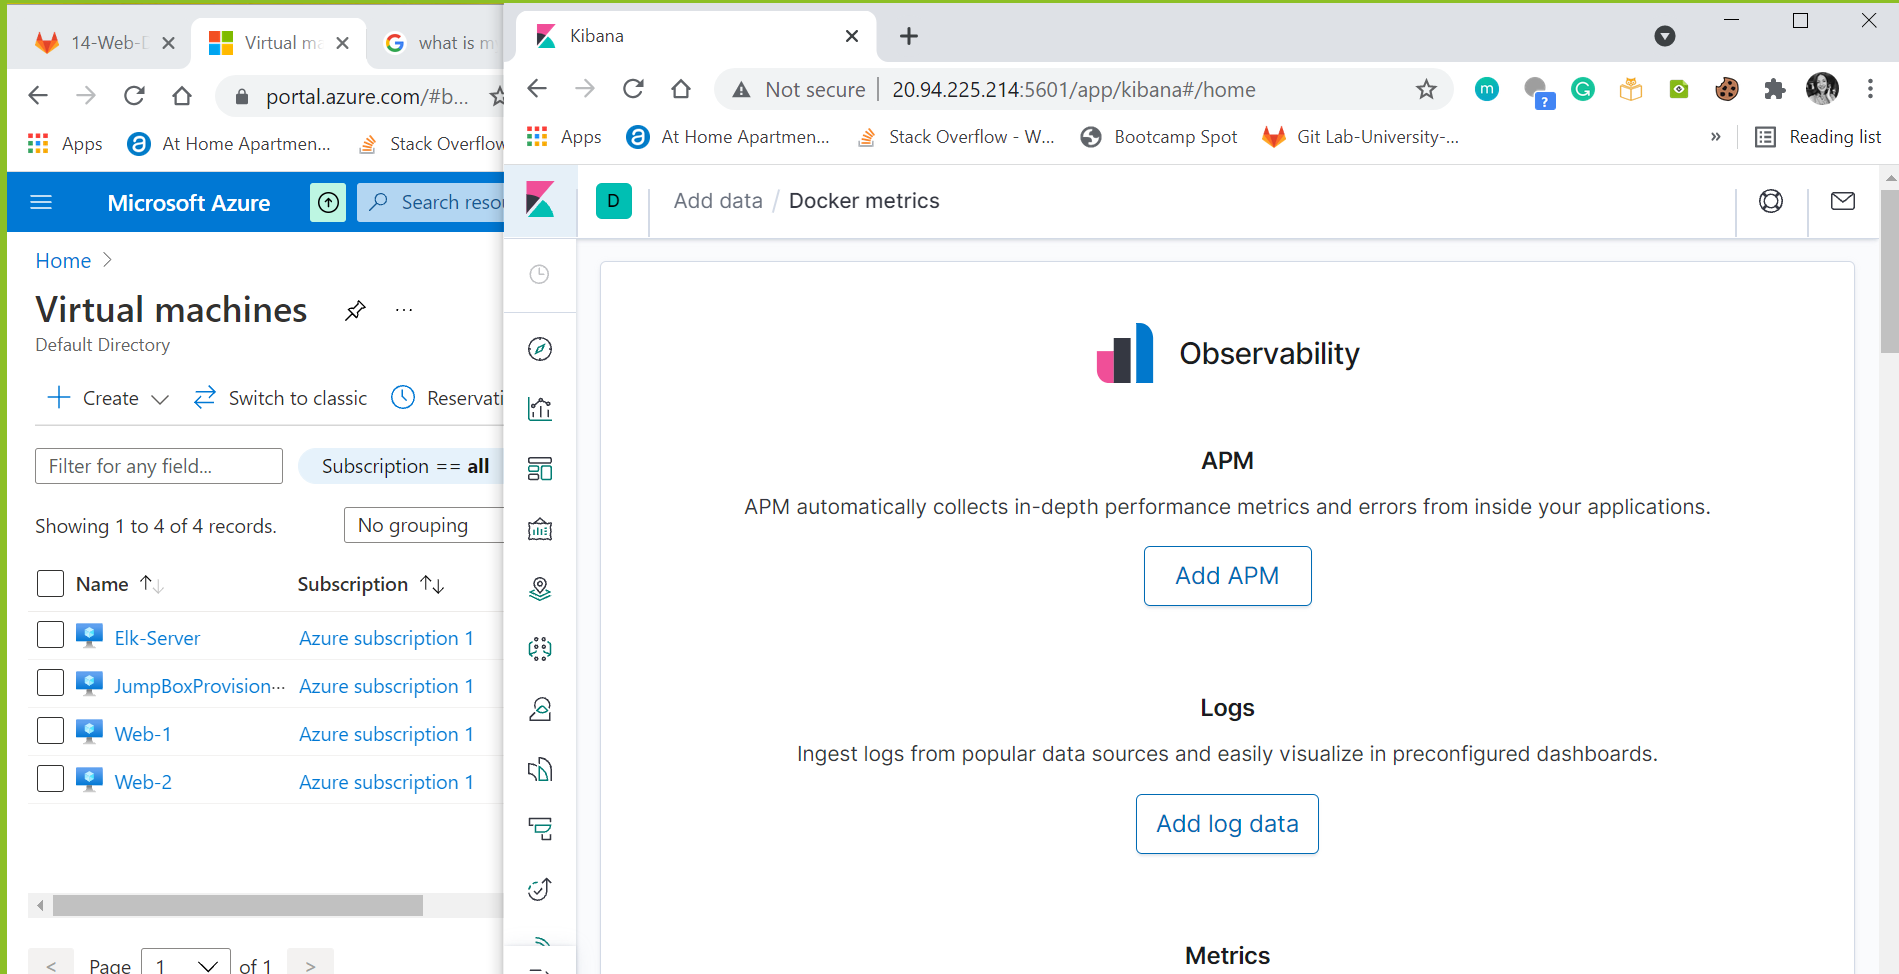 14-Web-D
Virtual ma
what is m
portal.azure.com/#b...
Apps
At Home Apartmen...
Stack Overflow
Microsoft Azure
Search resou
Home
Virtual machines
Default Directory
Create
Switch to classic
Reservati
Filter for any field...
Subscription == all
Showing 1 to 4 of 4 records.
No grouping
Name
Subscription
Elk-Server
Azure subscription 1
JumpBoxProvision...
Azure subscription 1
Web-1
Azure subscription 1
Web-2
Azure subscription 1
< Page 1 of 1 >
Kibana
Not secure
20.94.225.214:5601/app/kibana#/home
m
?
G
Apps
At Home Apartmen...
Stack Overflow - W...
Bootcamp Spot
Git Lab-University-...
»
Reading list
D
Add data / Docker metrics
Observability
APM
APM automatically collects in-depth performance metrics and errors from inside your applications.
Add APM
Logs
Ingest logs from popular data sources and easily visualize in preconfigured dashboards.
Add log data
Metrics